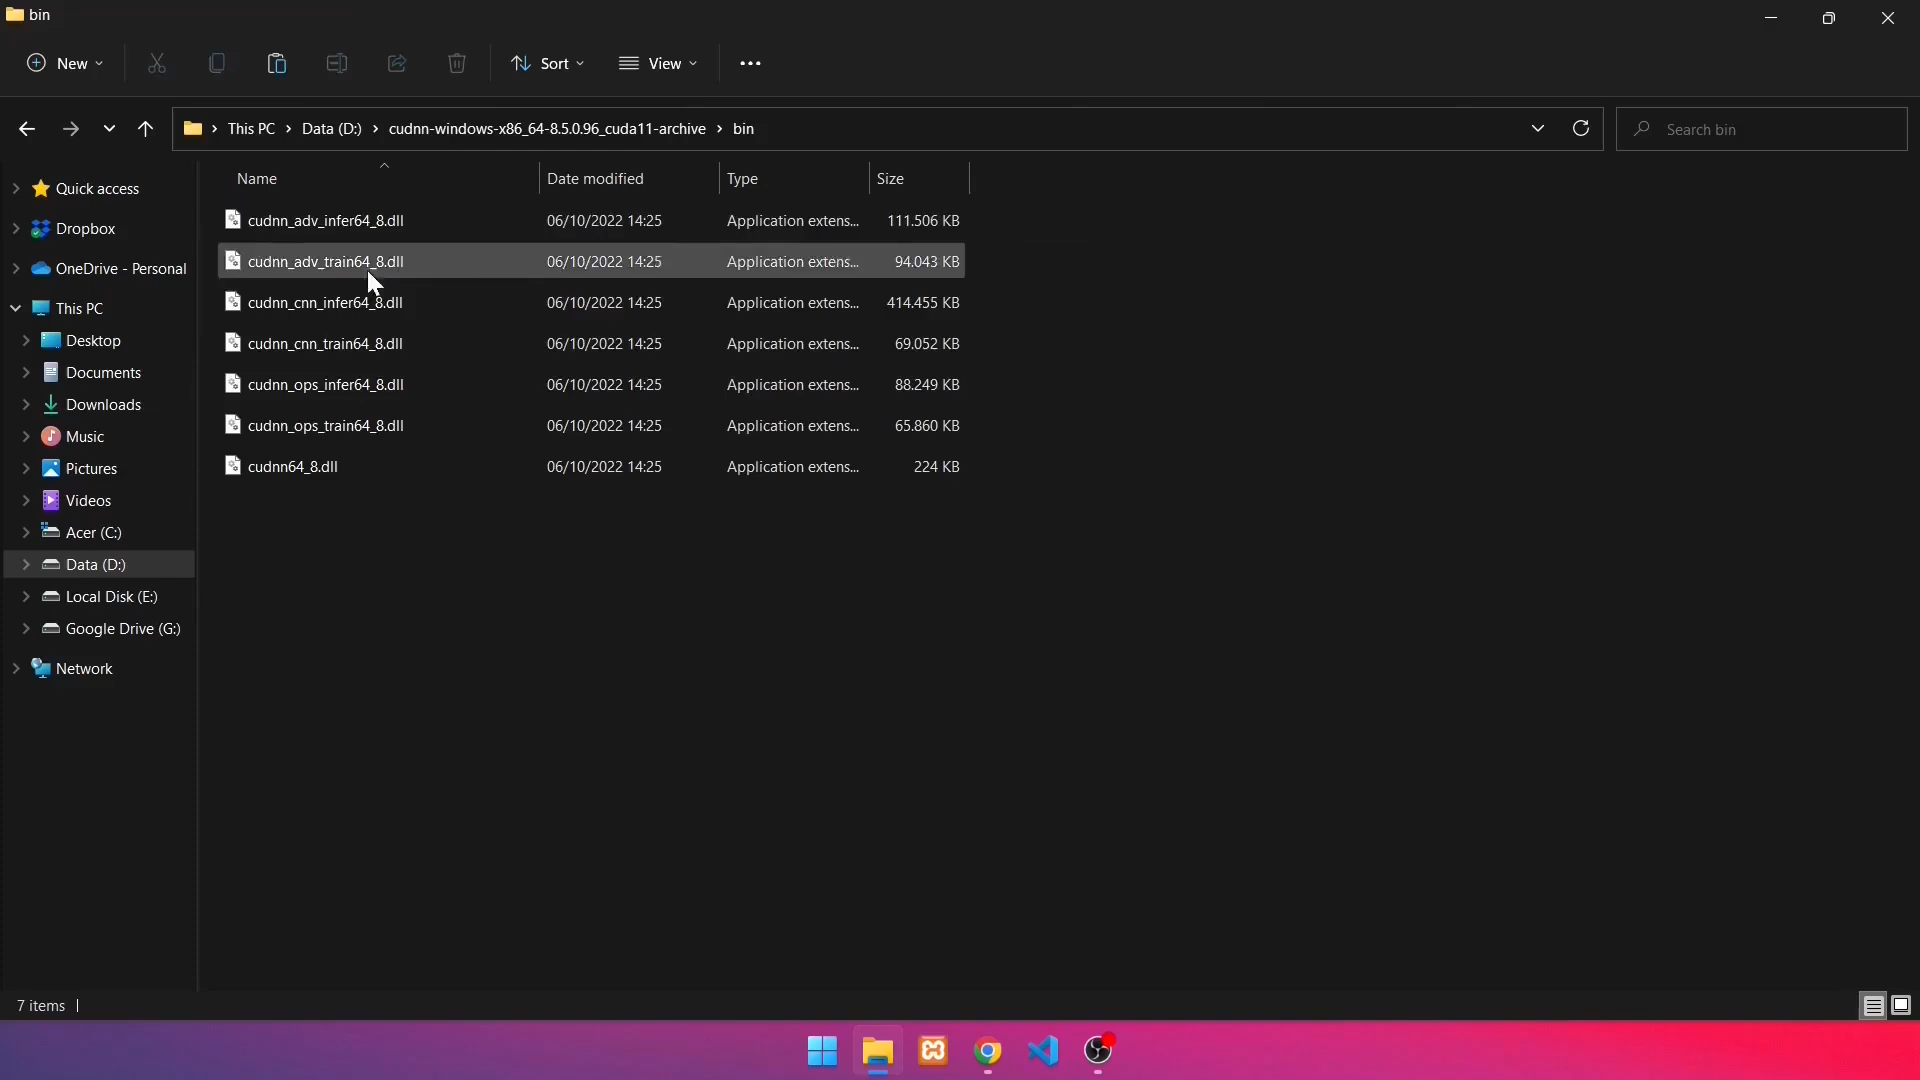 bin
New
Sort
View
This PC
Data (D:)
cudnn-windows-x86_64-8.5.0.96_cuda11-archive
bin
Search bin
Quick access
Dropbox
OneDrive - Personal
This PC
Desktop
Documents
Downloads
Music
Pictures
Videos
Acer (C:)
Data (D:)
Local Disk (E:)
Google Drive (G:)
Network
Name Date modified Type Size
cudnn_adv_infer64_8.dll 06/10/2022 14:25 Application extens... 111.506 KB
cudnn_adv_train64_8.dll 06/10/2022 14:25 Application extens... 94.043 KB
cudnn_cnn_infer64_8.dll 06/10/2022 14:25 Application extens... 414.455 KB
cudnn_cnn_train64_8.dll 06/10/2022 14:25 Application extens... 69.052 KB
cudnn_ops_infer64_8.dll 06/10/2022 14:25 Application extens... 88.249 KB
cudnn_ops_train64_8.dll 06/10/2022 14:25 Application extens... 65.860 KB
cudnn64_8.dll 06/10/2022 14:25 Application extens... 224 KB
7 items